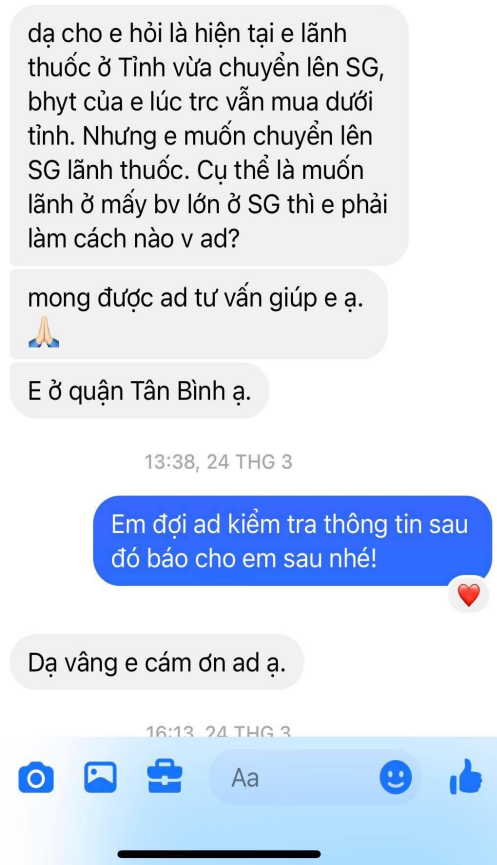 dạ cho e hỏi là hiện tại e lãnh
thuốc ở Tỉnh vừa chuyển lên SG,
bhyt của e lúc trc vẫn mua dưới
tỉnh. Nhưng e muốn chuyển lên
SG lãnh thuốc. Cụ thể là muốn
lãnh ở mấy bv lớn ở SG thì e phải
làm cách nào v ad?
mong được ad tư vấn giúp e ạ.
🙏🏻
E ở quận Tân Bình ạ.
13:38, 24 THG 3
Em đợi ad kiểm tra thông tin sau
đó báo cho em sau nhé!
Dạ vâng e cám ơn ad ạ.
16:13, 24 THG 3
Aa